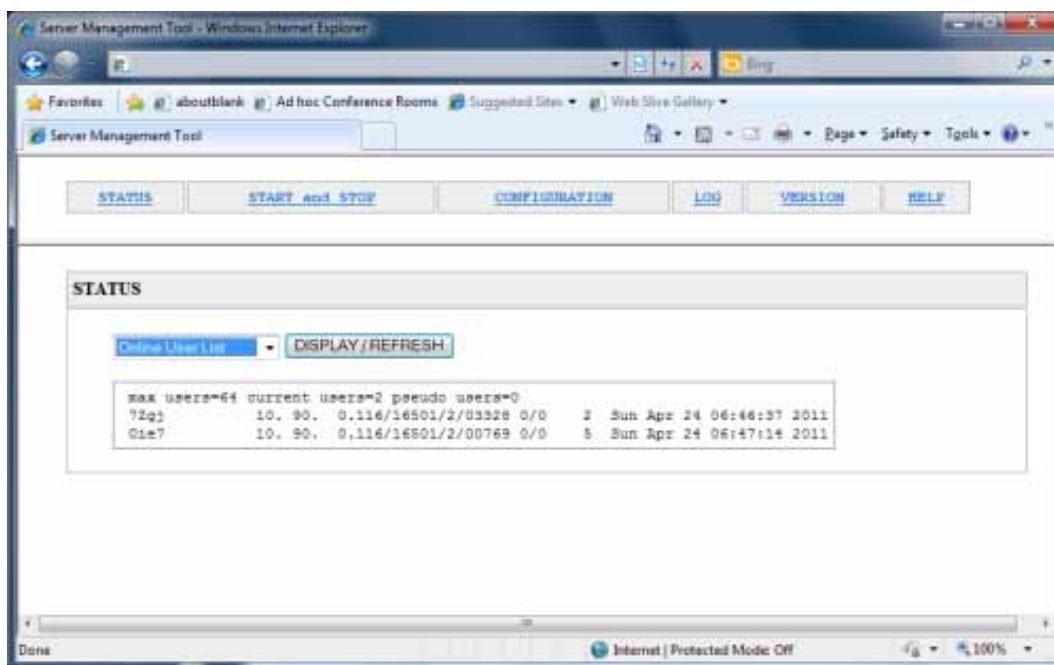 Server Management Tool - Windows Internet Explorer
Bing
Favorites aboutblank Ad hoc Conference Rooms Suggested Sites Web Slice Gallery
Server Management Tool Page Safety Tools
STATUS START and STOP CONFIGURATION LOG VERSION HELP
STATUS
Online User List DISPLAY / REFRESH
max users=64 current users=2 pseudo users=0
7Zgj 10. 90. 0.116/16501/2/03328 0/0 2 Sun Apr 24 06:46:37 2011
Oie7 10. 90. 0.116/16501/2/00769 0/0 5 Sun Apr 24 06:47:14 2011
Done Internet | Protected Mode: Off 100%